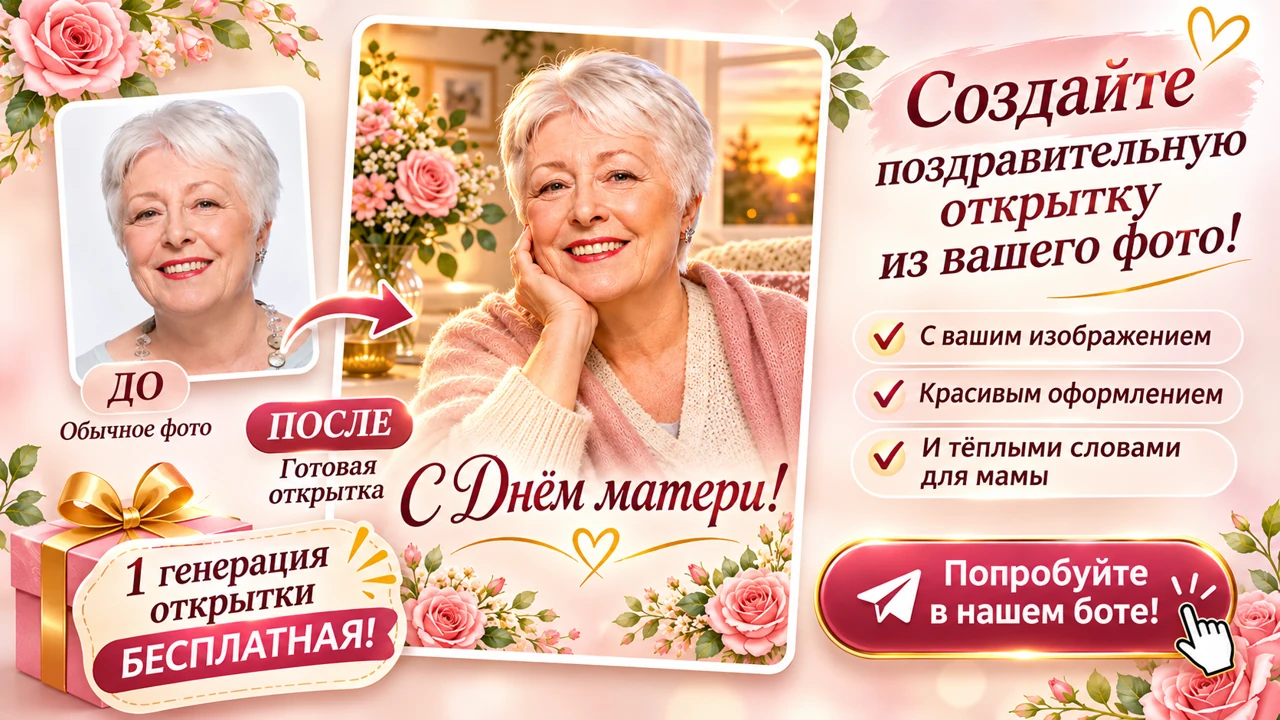 Создайте
поздравительную
открытку
из вашего фото!
ДО
Обычное фото
ПОСЛЕ
Готовая
открытка
С Днём матери!
С вашим изображением
Красивым оформлением
И тёплыми словами
для мамы
1 генерация
открытки
БЕСПЛАТНАЯ!
Попробуйте
в нашем боте!